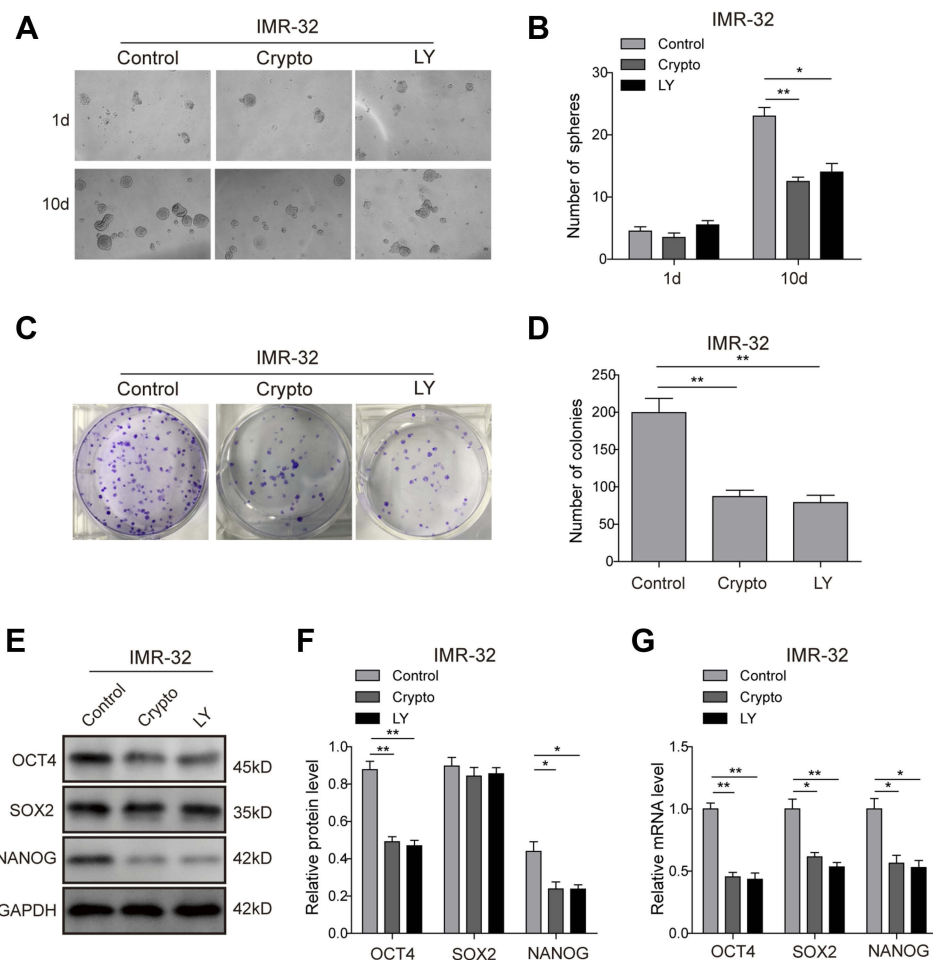 A
IMR-32
Control Crypto LY
1d
10d
B
IMR-32
Control
Crypto
LY
Number of spheres
30
20
10
0
*
**
1d 10d
C
IMR-32
Control Crypto LY
D
IMR-32
**
**
Number of colonies
250
200
150
100
50
0
Control Crypto LY
E
IMR-32
Control Crypto LY
OCT4 45kD
SOX2 35kD
NANOG 42kD
GAPDH 42kD
F
IMR-32
Control
Crypto
LY
Relative protein level
1.0
0.8
0.6
0.4
0.2
0.0
**
**
*
*
OCT4 SOX2 NANOG
G
IMR-32
Control
Crypto
LY
Relative mRNA level
1.5
1.0
0.5
0.0
**
**
**
*
*
*
OCT4 SOX2 NANOG